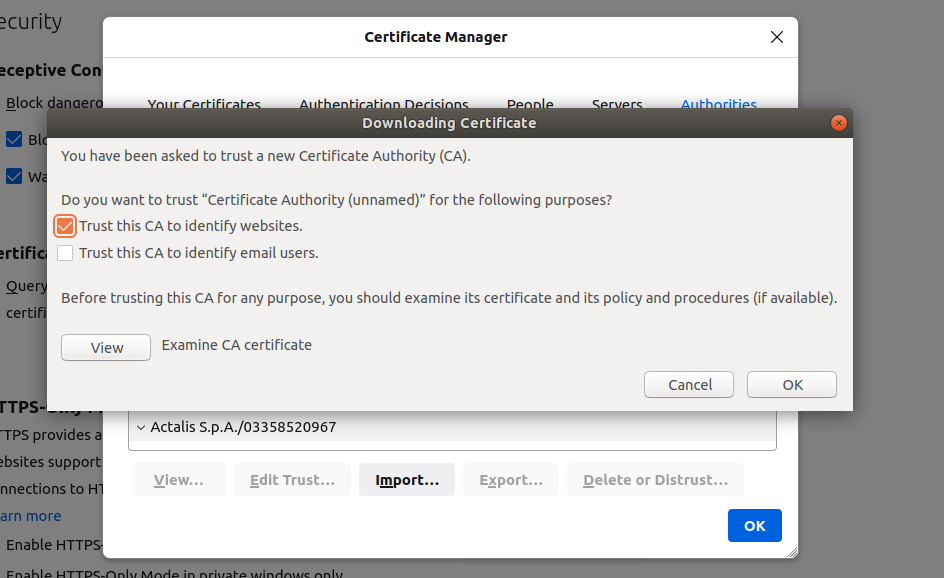 ecurity
Certificate Manager
eceptive Con
Block dangero
Your Certificates Authentication Decisions People Servers Authorities
Downloading Certificate
Blo
Wa
You have been asked to trust a new Certificate Authority (CA).
Do you want to trust “Certificate Authority (unnamed)” for the following purposes?
Trust this CA to identify websites.
Trust this CA to identify email users.
ertifica
Query
certifi
Before trusting this CA for any purpose, you should examine its certificate and its policy and procedures (if available).
View Examine CA certificate
Cancel OK
TTPS-Only M
TTPS provides a
Actalis S.p.A./03358520967
ebsites support
nnections to HT
View... Edit Trust... Import... Export... Delete or Distrust...
arn more
OK
Enable HTTPS-
Enable HTTPS-Only Mode in private windows only